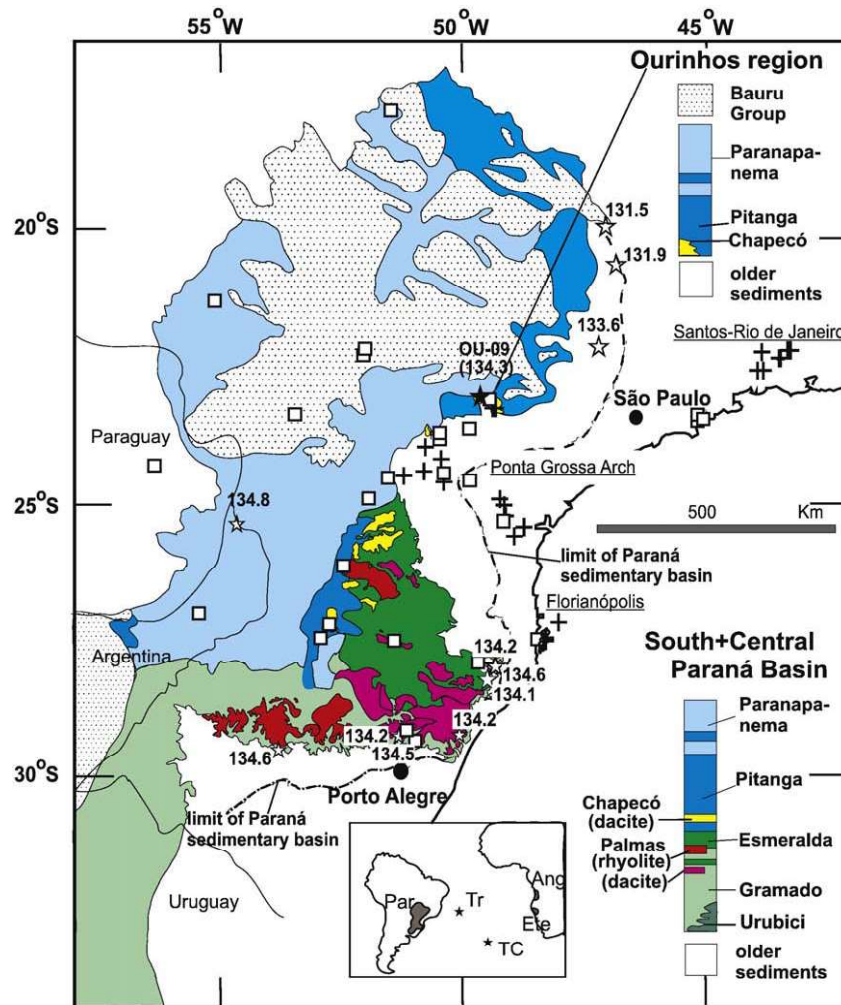 55°W
50°W
45°W
Ourinhos region
Bauru
Group
Paranapa-
nema
Pitanga
Chapecó
older
sediments
20°S
131.5
131.9
133.6
Santos-Rio de Janeiro
OU-09
(134.3)
São Paulo
Paraguay
Ponta Grossa Arch
25°S
134.8
500 Km
limit of Paraná
sedimentary basin
Florianópolis
Argentina
134.2
134.6
134.1
134.2
134.2
134.5
134.6
30°S
Porto Alegre
limit of Paraná
sedimentary basin
South+Central
Paraná Basin
Paranapa-
nema
Pitanga
Chapecó
(dacite)
Esmeralda
Palmas
(rhyolite)
(dacite)
Gramado
Urubici
older
sediments
Uruguay
Par
Tr
TC
Ang
Ete